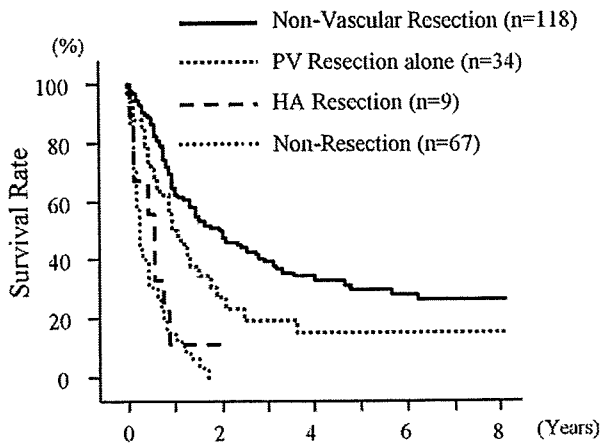 Non-Vascular Resection (n=118)
PV Resection alone (n=34)
HA Resection (n=9)
Non-Resection (n=67)
(%)
100
80
60
40
20
0
Survival Rate
0 2 4 6 8 (Years)